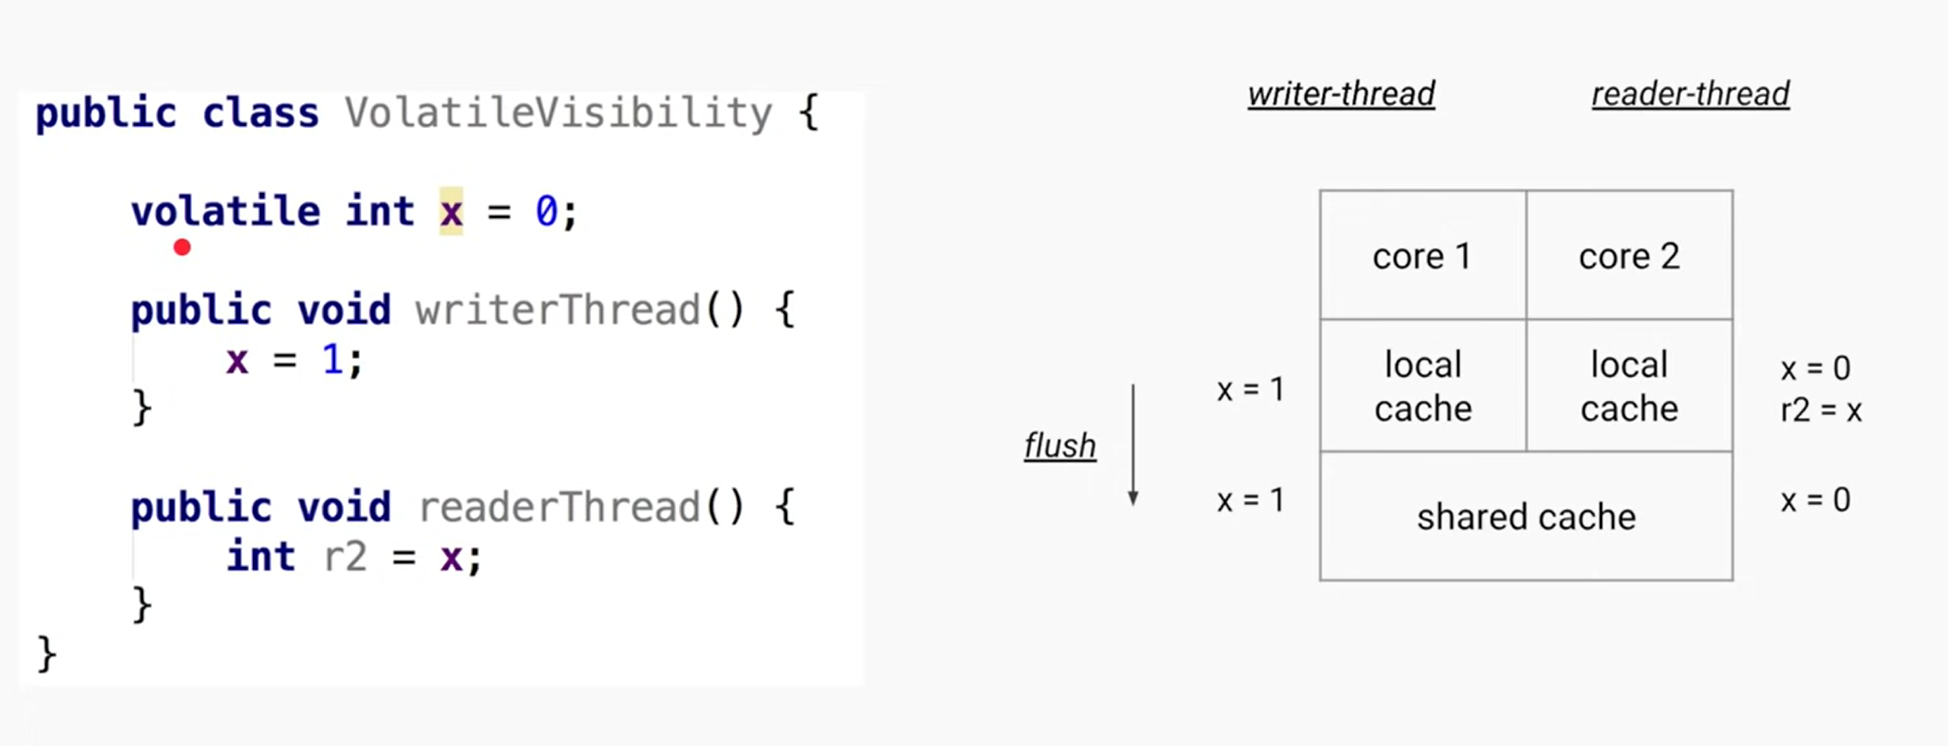 public class VolatileVisibility {
volatile int x = 0;
public void writerThread() {
x = 1;
}
public void readerThread() {
int r2 = x;
}
}
writer-thread reader-thread
core 1 core 2
local cache
local cache
x = 1
x = 0
r2 = x
flush
x = 1
shared cache
x = 0